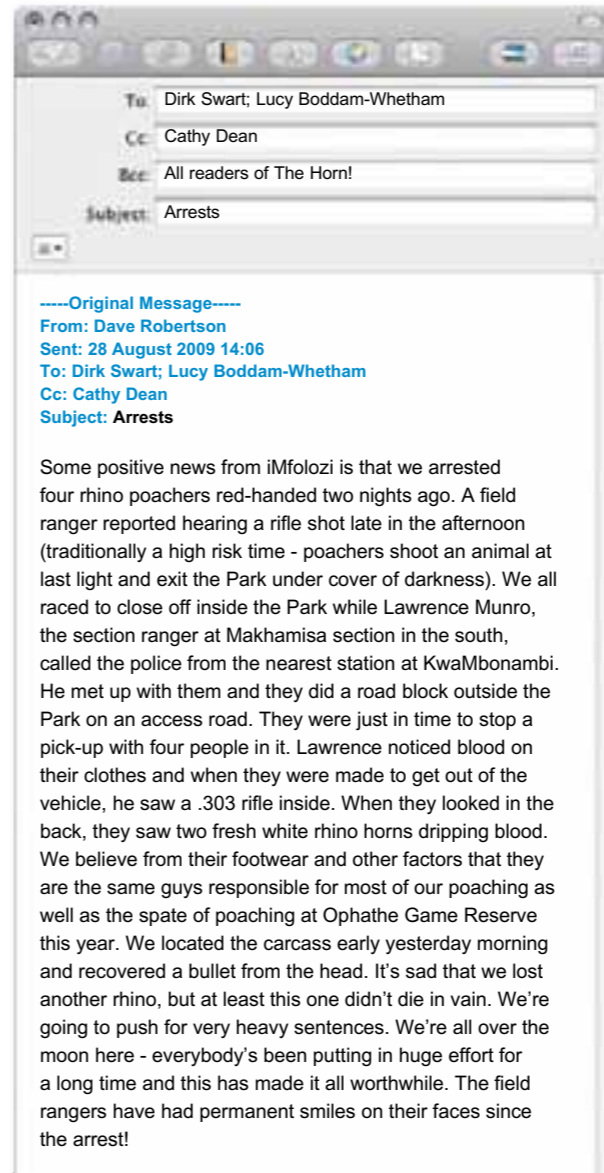 To: Dirk Swart; Lucy Boddam-Whetham
Cc: Cathy Dean
Bcc: All readers of The Horn!
Subject: Arrests
-----Original Message-----
From: Dave Robertson
Sent: 28 August 2009 14:06
To: Dirk Swart; Lucy Boddam-Whetham
Cc: Cathy Dean
Subject: Arrests
Some positive news from iMfolozi is that we arrested
four rhino poachers red-handed two nights ago. A field
ranger reported hearing a rifle shot late in the afternoon
(traditionally a high risk time - poachers shoot an animal at
last light and exit the Park under cover of darkness). We all
raced to close off inside the Park while Lawrence Munro,
the section ranger at Makhamisa section in the south,
called the police from the nearest station at KwaMbonambi.
He met up with them and they did a road block outside the
Park on an access road. They were just in time to stop a
pick-up with four people in it. Lawrence noticed blood on
their clothes and when they were made to get out of the
vehicle, he saw a .303 rifle inside. When they looked in the
back, they saw two fresh white rhino horns dripping blood.
We believe from their footwear and other factors that they
are the same guys responsible for most of our poaching as
well as the spate of poaching at Ophathe Game Reserve
this year. We located the carcass early yesterday morning
and recovered a bullet from the head. It's sad that we lost
another rhino, but at least this one didn't die in vain. We're
going to push for very heavy sentences. We're all over the
moon here - everybody's been putting in huge effort for
a long time and this has made it all worthwhile. The field
rangers have had permanent smiles on their faces since
the arrest!